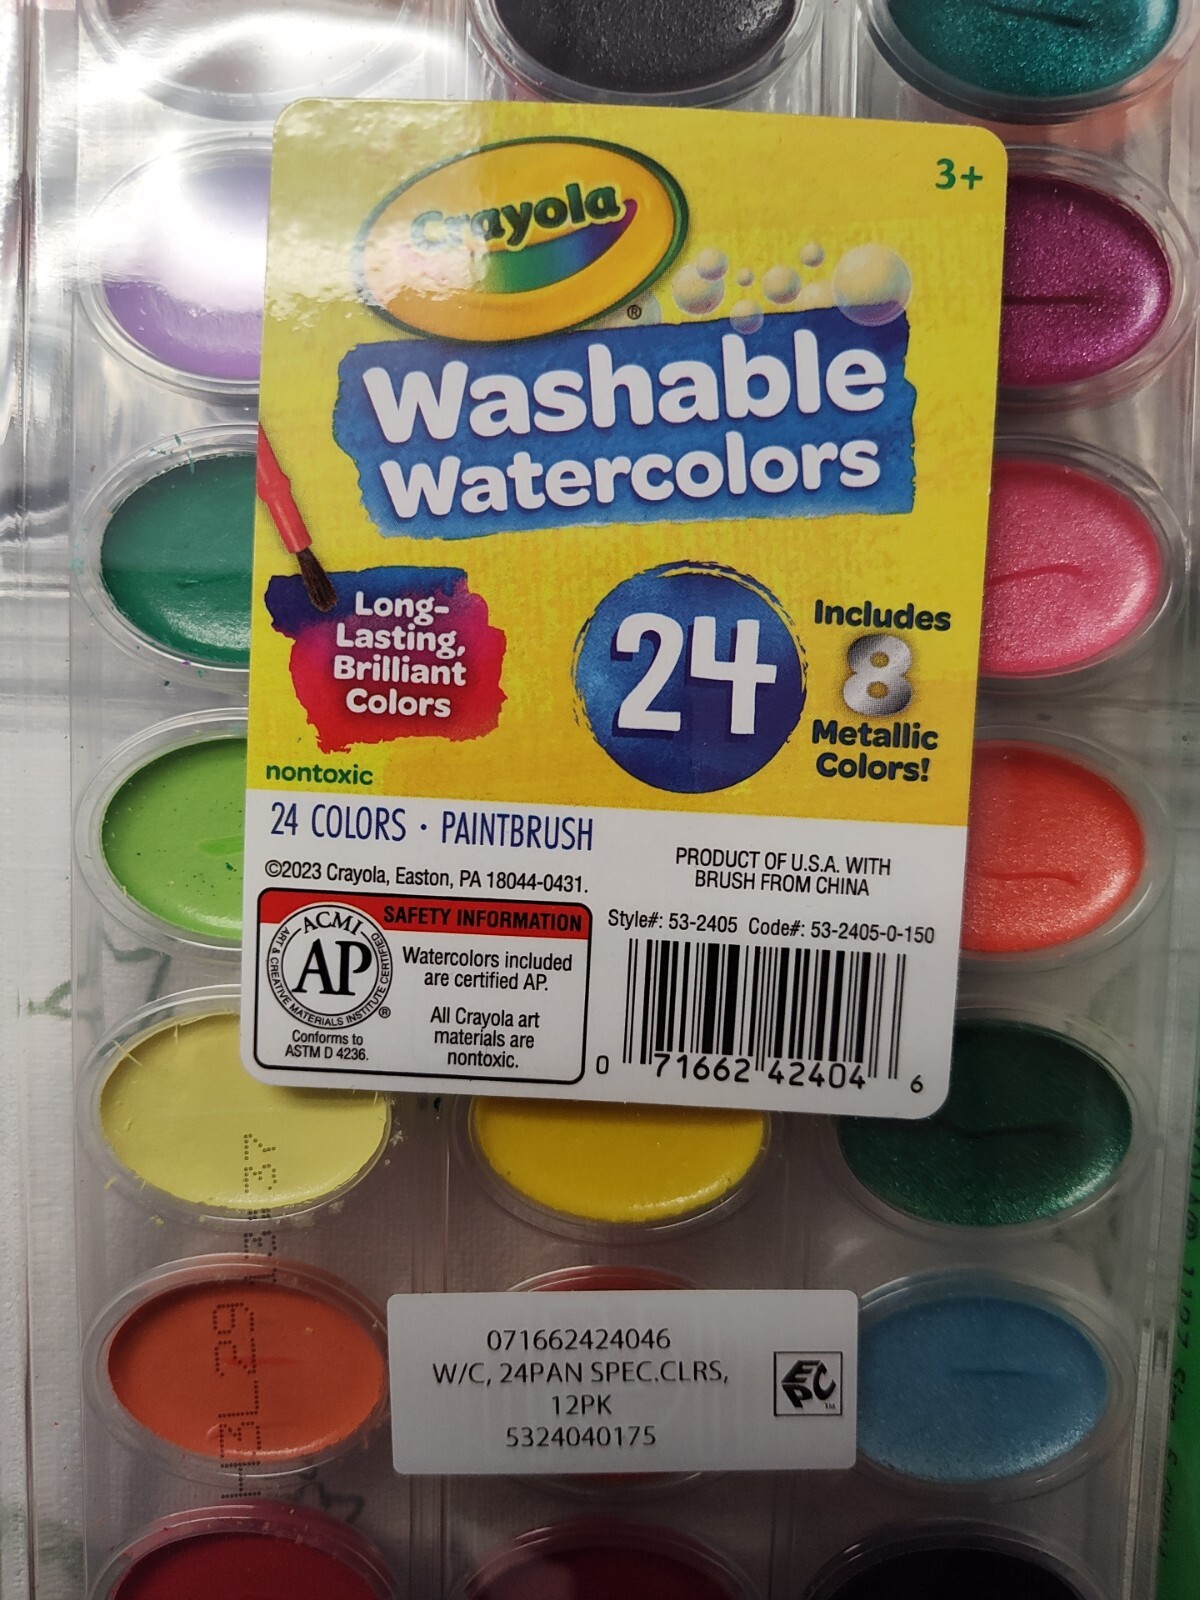 Crayola
®
3+
Washable
Watercolors
Long-
Lasting,
Brilliant
Colors
24
Includes
8
Metallic
Colors!
nontoxic
24 COLORS · PAINTBRUSH
©2023 Crayola, Easton, PA 18044-0431.
PRODUCT OF U.S.A. WITH
BRUSH FROM CHINA
SAFETY INFORMATION
ACMI
AP
ART & CREATIVE MATERIALS INSTITUTE CERTIFIED
®
Conforms to
ASTM D 4236.
Watercolors included
are certified AP.
All Crayola art
materials are
nontoxic.
Style#: 53-2405 Code#: 53-2405-0-150
0 71662 42404 6
071662424046
W/C, 24PAN SPEC.CLRS,
12PK
5324040175
EPC